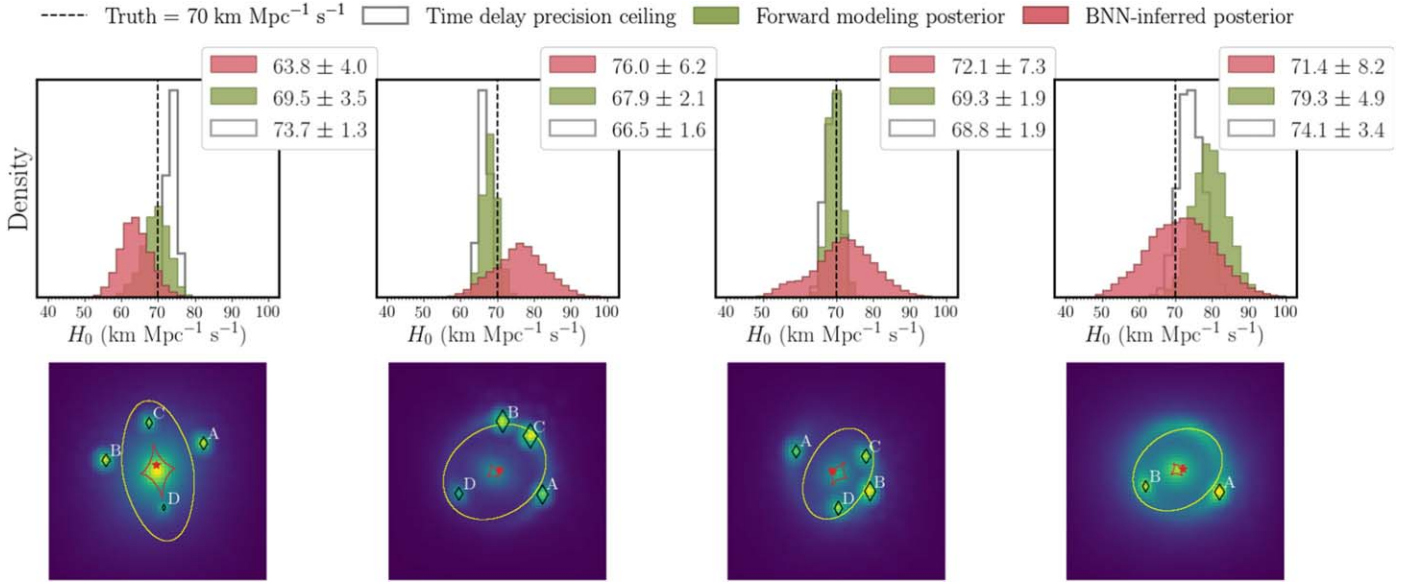 Truth = 70 km Mpc⁻¹ s⁻¹ Time delay precision ceiling Forward modeling posterior BNN-inferred posterior
63.8 ± 4.0
69.5 ± 3.5
73.7 ± 1.3
76.0 ± 6.2
67.9 ± 2.1
66.5 ± 1.6
72.1 ± 7.3
69.3 ± 1.9
68.8 ± 1.9
71.4 ± 8.2
79.3 ± 4.9
74.1 ± 3.4
Density
40 50 60 70 80 90 100
H₀ (km Mpc⁻¹ s⁻¹)
40 50 60 70 80 90 100
H₀ (km Mpc⁻¹ s⁻¹)
40 50 60 70 80 90 100
H₀ (km Mpc⁻¹ s⁻¹)
40 50 60 70 80 90 100
H₀ (km Mpc⁻¹ s⁻¹)
C
A
B
D
B
C
D
A
A
C
B
D
B
A